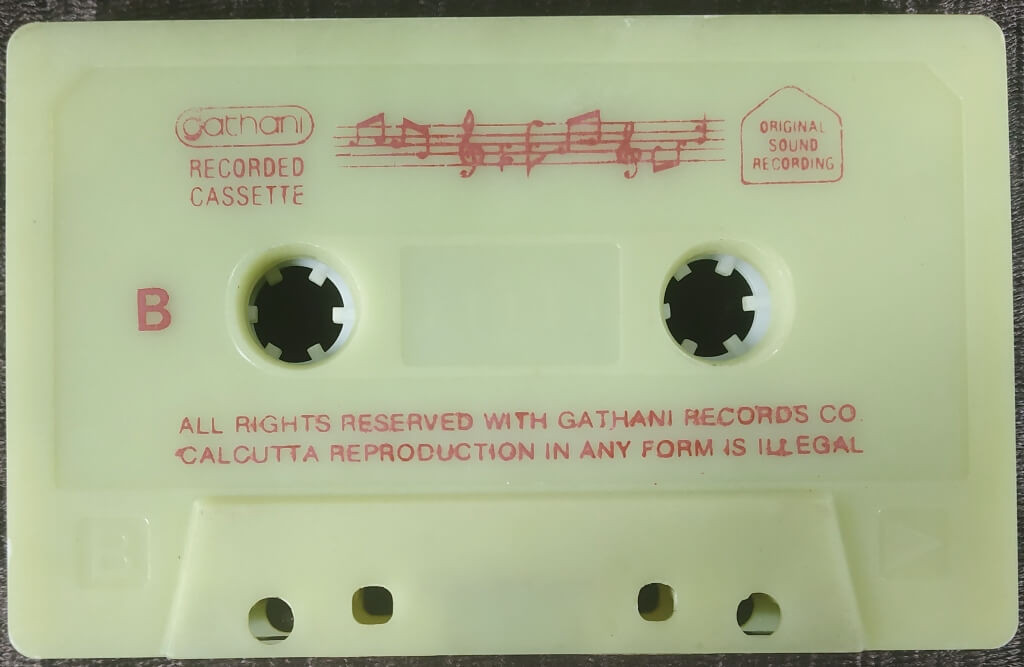 Gathani
RECORDED
CASSETTE
ORIGINAL
SOUND
RECORDING
B
ALL RIGHTS RESERVED WITH GATHANI RECORDS CO.
CALCUTTA REPRODUCTION IN ANY FORM IS ILLEGAL
B